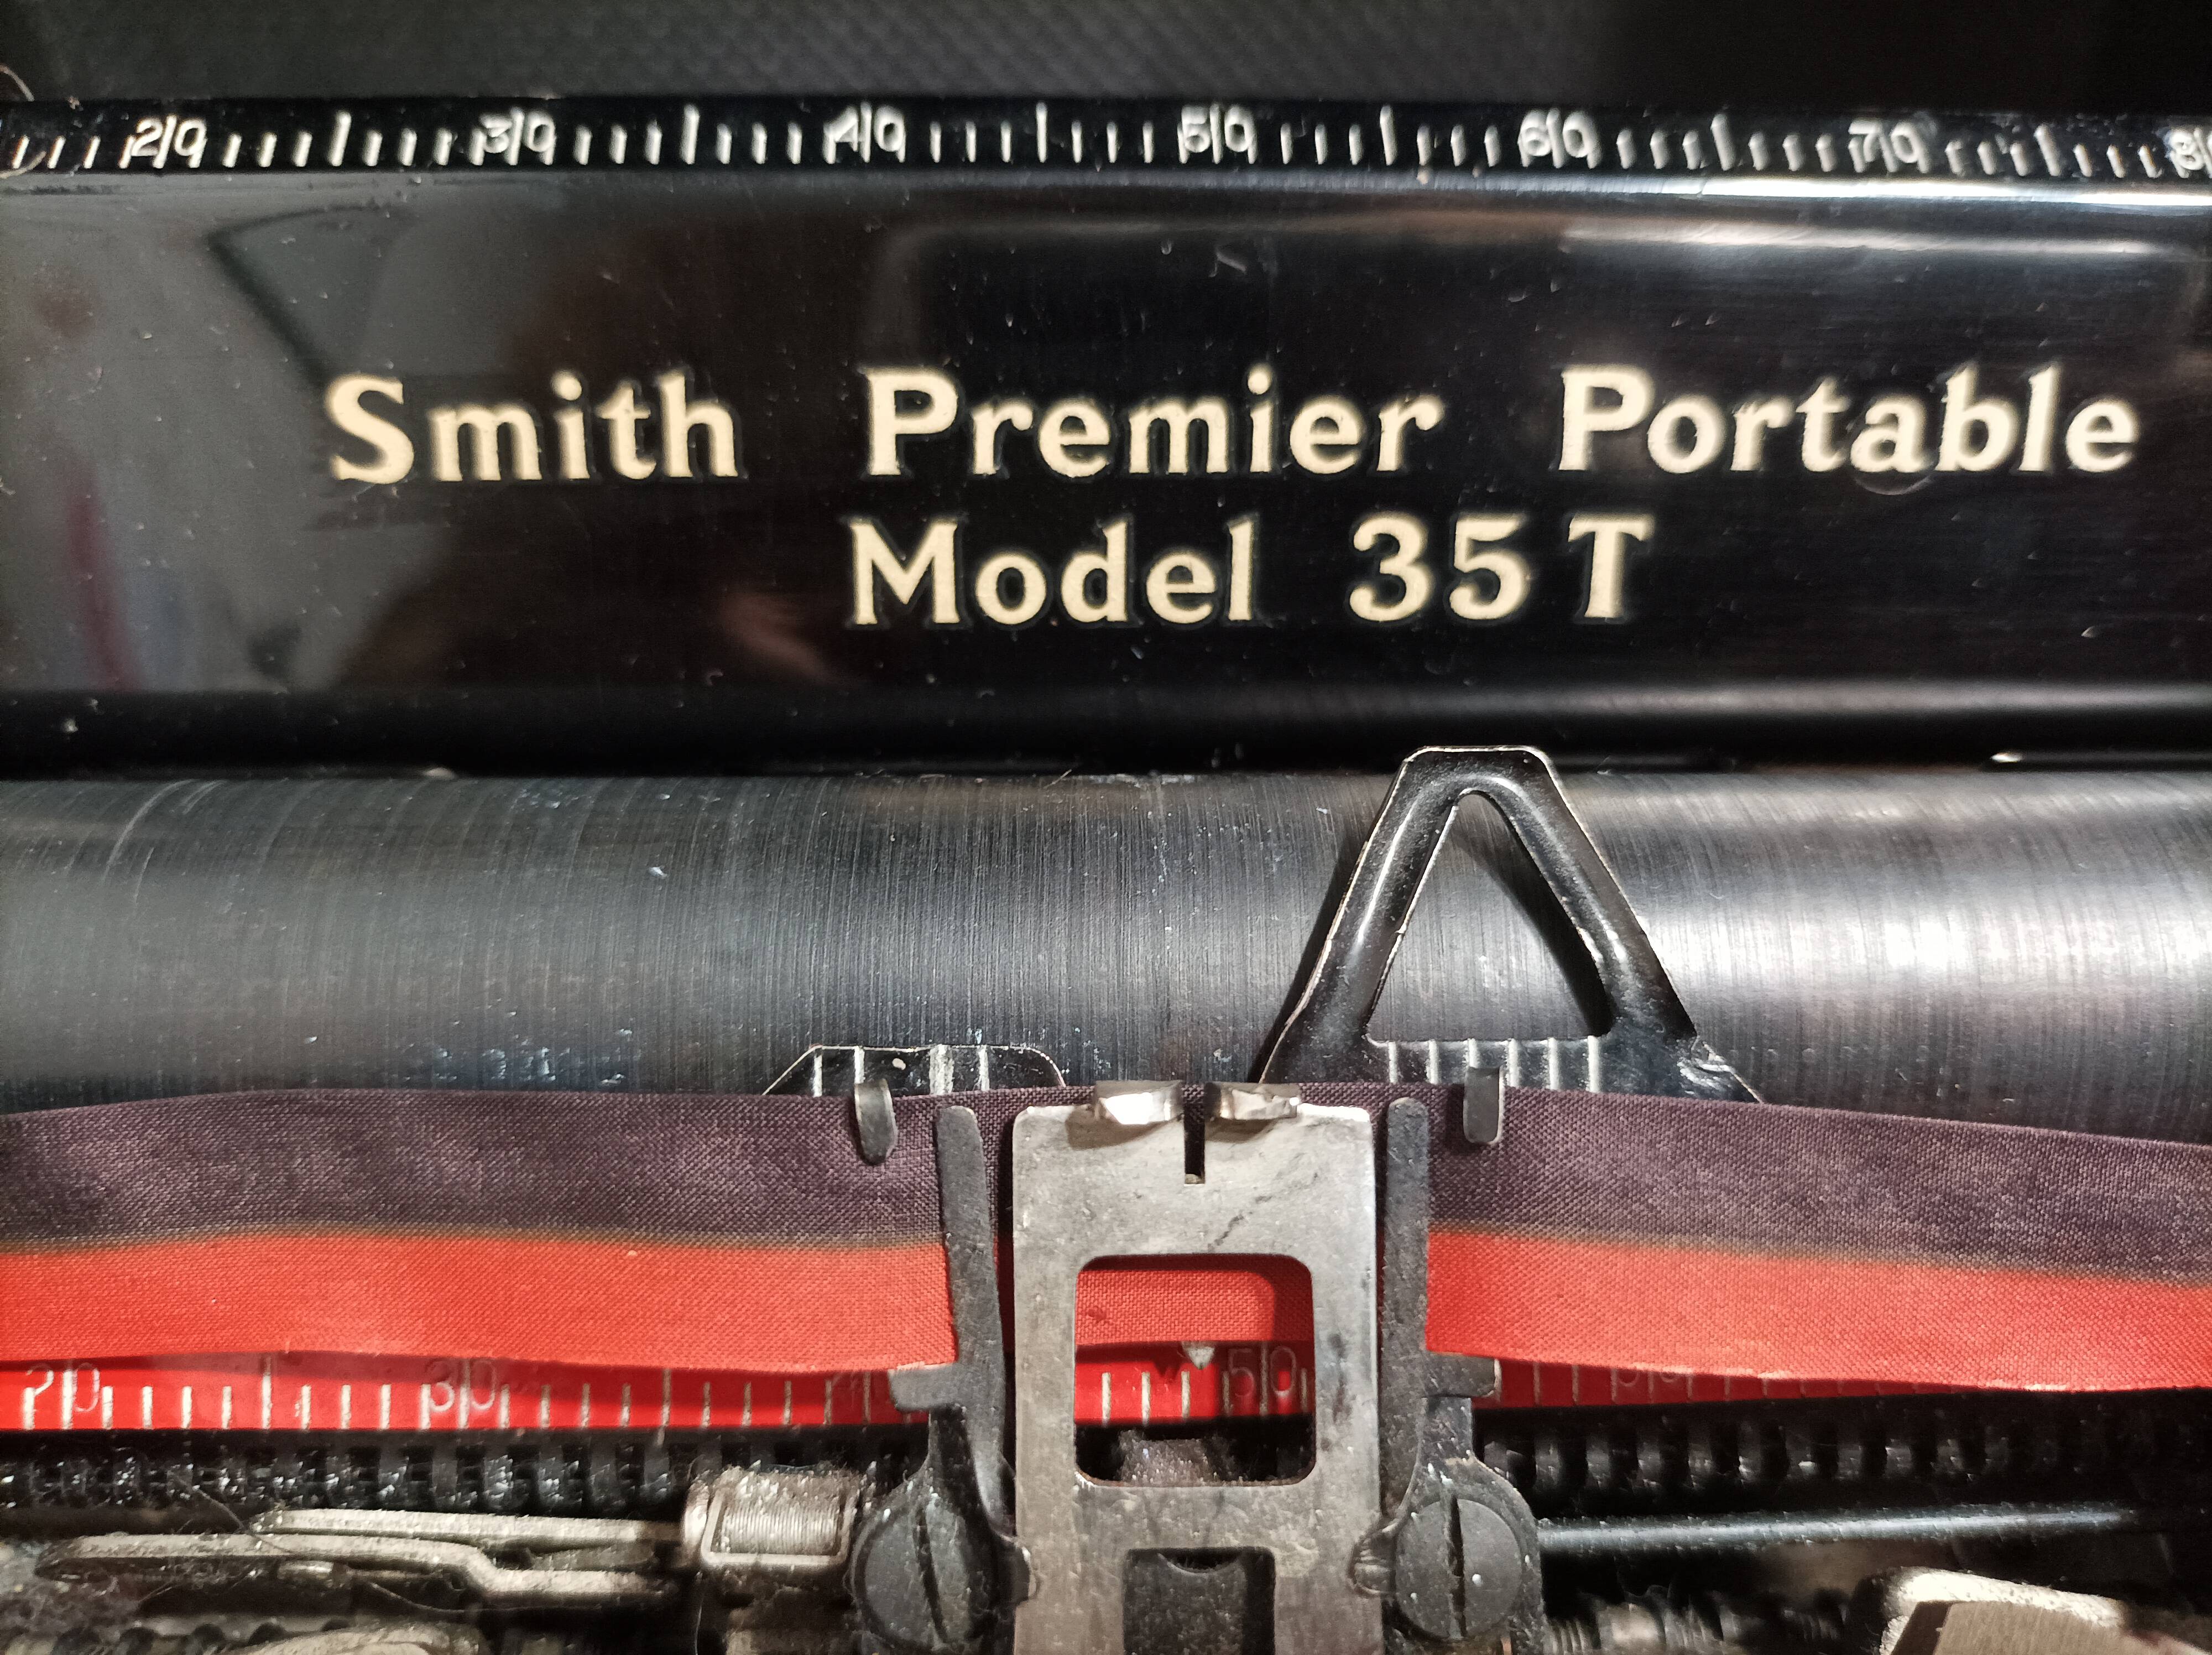 20 30 40 50 60 70
Smith Premier Portable
Model 35T
20 30 50